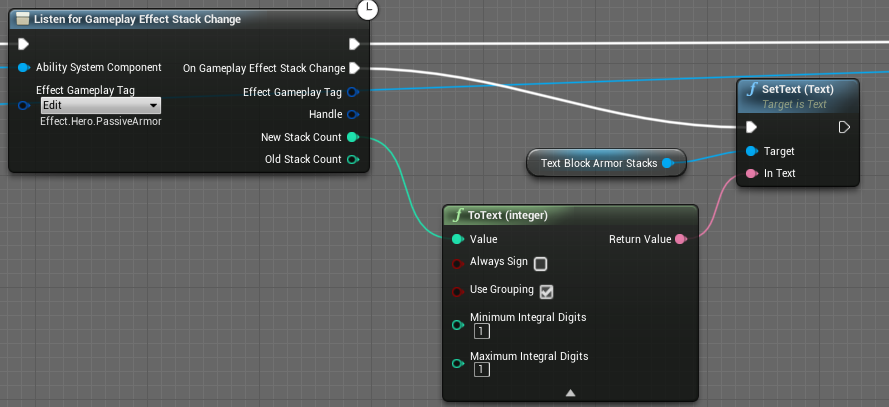 Listen for Gameplay Effect Stack Change
Ability System Component
On Gameplay Effect Stack Change
Effect Gameplay Tag
Edit
Effect.Hero.PassiveArmor
Effect Gameplay Tag
Handle
New Stack Count
Old Stack Count
Text Block Armor Stacks
f SetText (Text)
Target is Text
Target
In Text
f ToText (integer)
Value
Return Value
Always Sign
Use Grouping
Minimum Integral Digits
1
Maximum Integral Digits
1